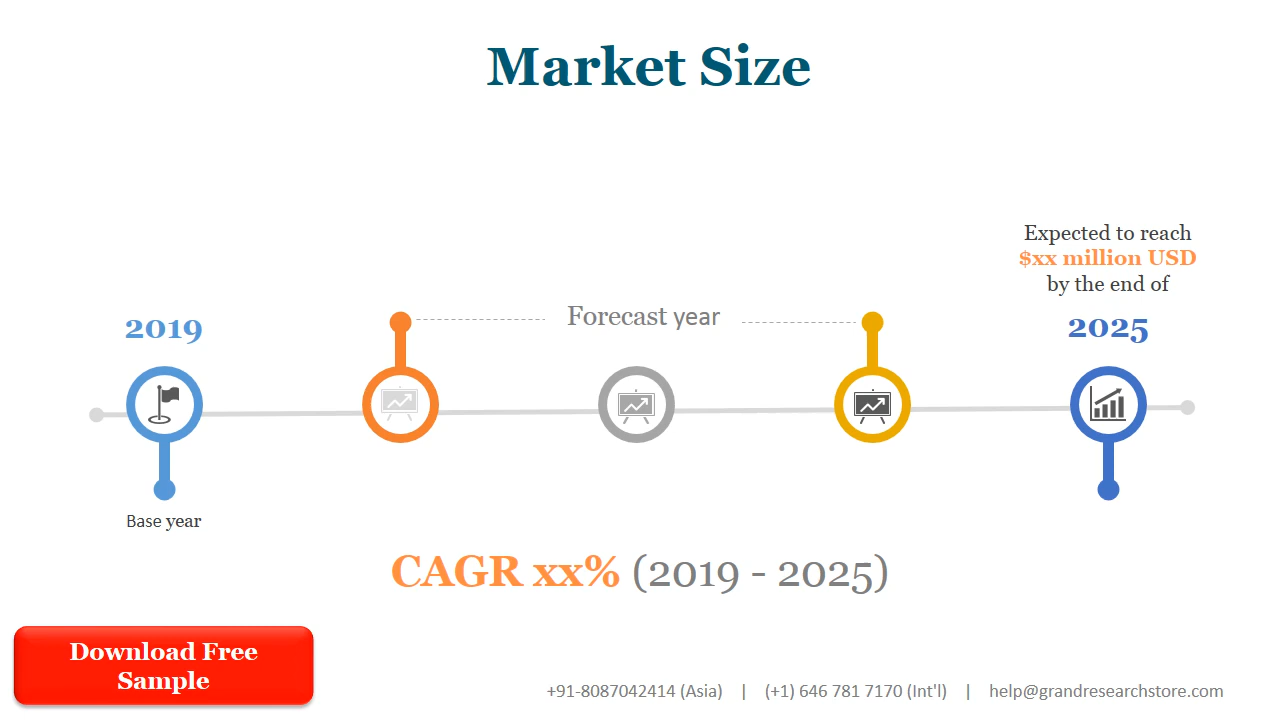 Market Size
Expected to reach
$xx million USD
by the end of
2025
2019
Forecast year
Base year
CAGR xx% (2019 - 2025)
Download Free
Sample
+91-8087042414 (Asia) | (+1) 646 781 7170 (Int'l) | help@grandresearchstore.com